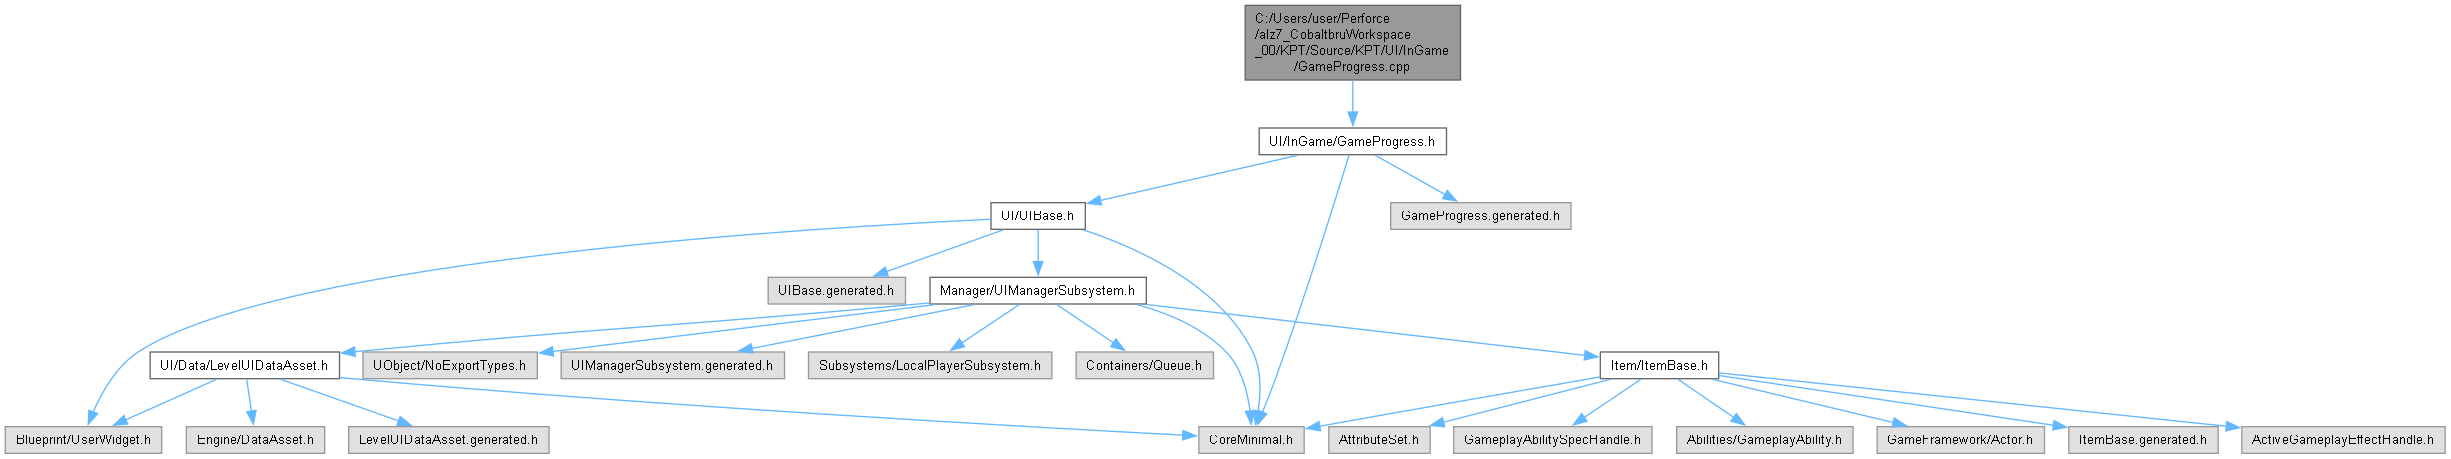 C:/Users/user/Perforce
/alz7_CobaltbruWorkspace
_00/KPT/Source/KPT/UI/InGame
/GameProgress.cpp
UI/InGame/GameProgress.h
UI/UIBase.h
GameProgress.generated.h
UIBase.generated.h
Manager/UIManagerSubsystem.h
UI/Data/LevelUIDataAsset.h
UObject/NoExportTypes.h
UIManagerSubsystem.generated.h
Subsystems/LocalPlayerSubsystem.h
Containers/Queue.h
Item/ItemBase.h
Blueprint/UserWidget.h
Engine/DataAsset.h
LevelUIDataAsset.generated.h
CoreMinimal.h
AttributeSet.h
GameplayAbilitySpecHandle.h
Abilities/GameplayAbility.h
GameFramework/Actor.h
ItemBase.generated.h
ActiveGameplayEffectHandle.h